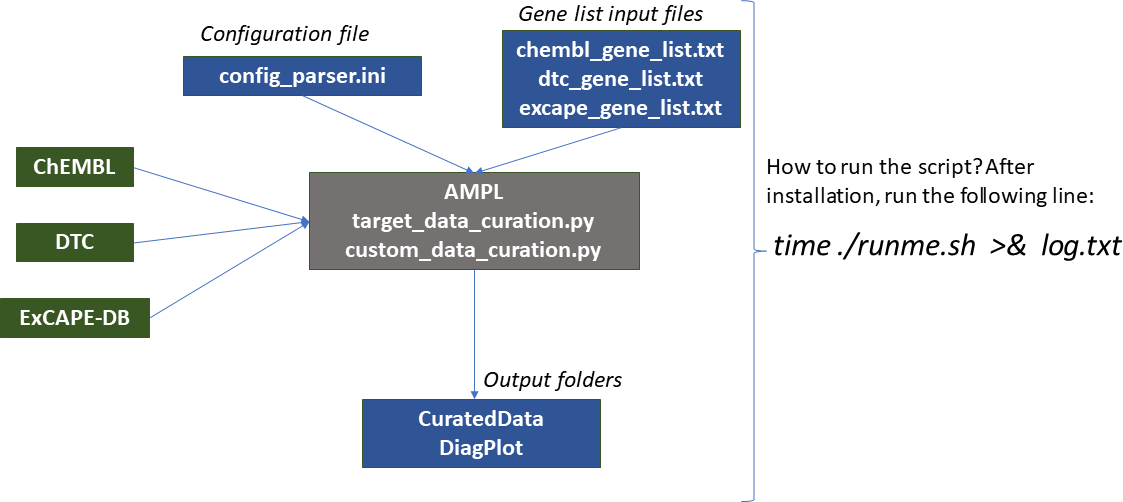 Configuration file
config_parser.ini
Gene list input files
chembl_gene_list.txt
dtc_gene_list.txt
excape_gene_list.txt
ChEMBL
DTC
ExCAPE-DB
AMPL
target_data_curation.py
custom_data_curation.py
Output folders
CuratedData
DiagPlot
How to run the script? After
installation, run the following line:
time ./runme.sh >& log.txt